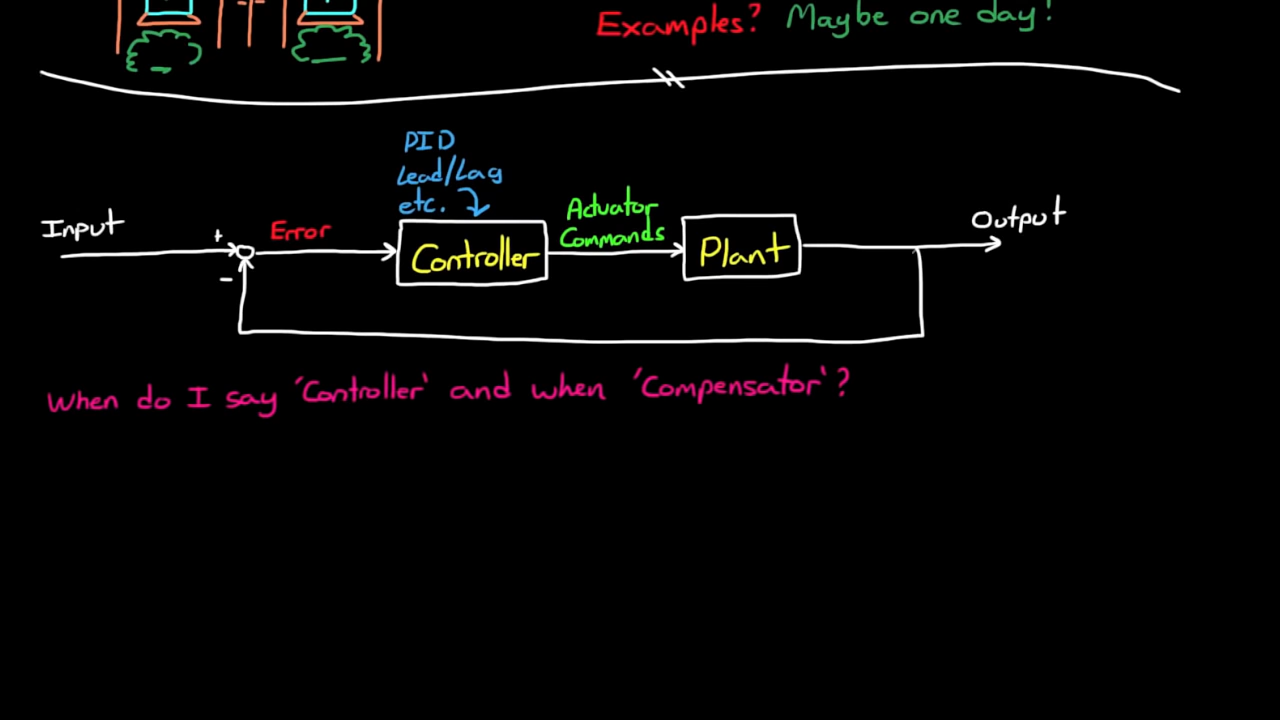 Examples? Maybe one day!
PID
Lead/Lag
etc.
Input
+
Error
Controller
Actuator
Commands
Plant
Output
-
When do I say 'Controller' and when 'Compensator'?